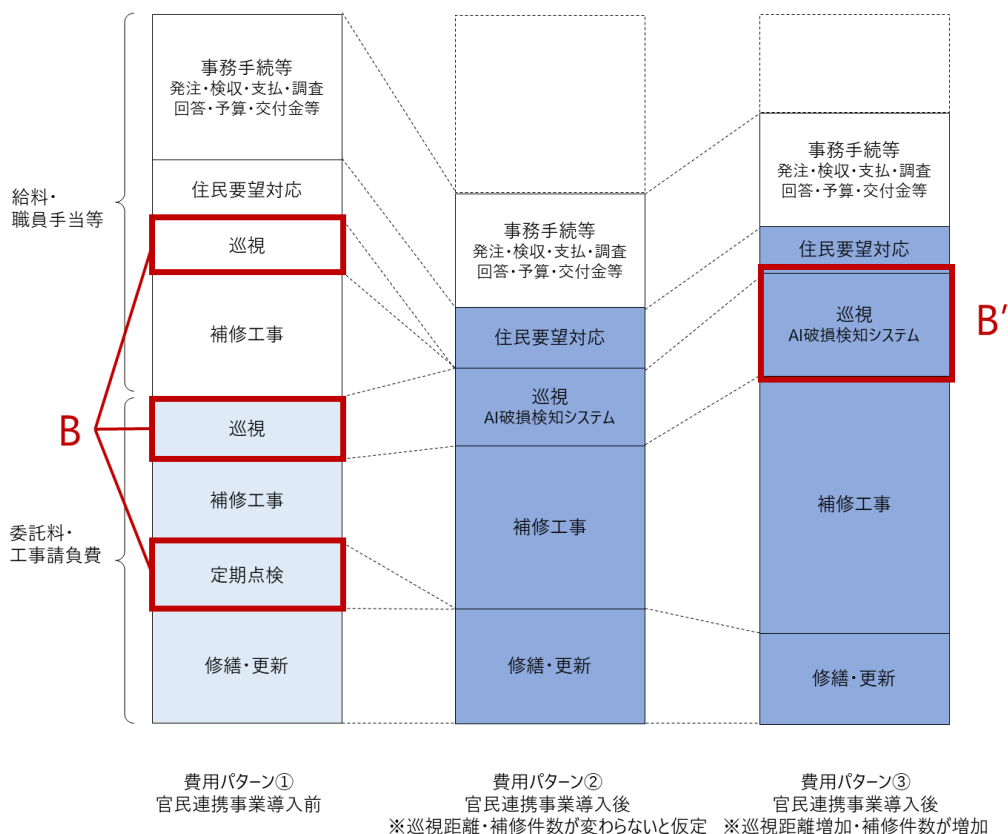 給料・
職員手当等
委託料・
工事請負費
B
事務手続等
発注・検収・支払・調査
回答・予算・交付金等
住民要望対応
巡視
補修工事
巡視
補修工事
定期点検
修繕・更新
事務手続等
発注・検収・支払・調査
回答・予算・交付金等
住民要望対応
巡視
AI破損検知システム
補修工事
修繕・更新
事務手続等
発注・検収・支払・調査
回答・予算・交付金等
住民要望対応
巡視
AI破損検知システム
補修工事
修繕・更新
B’
費用パターン①
官民連携事業導入前
費用パターン②
官民連携事業導入後
※巡視距離・補修件数が変わらないと仮定
費用パターン③
官民連携事業導入後
※巡視距離増加・補修件数が増加